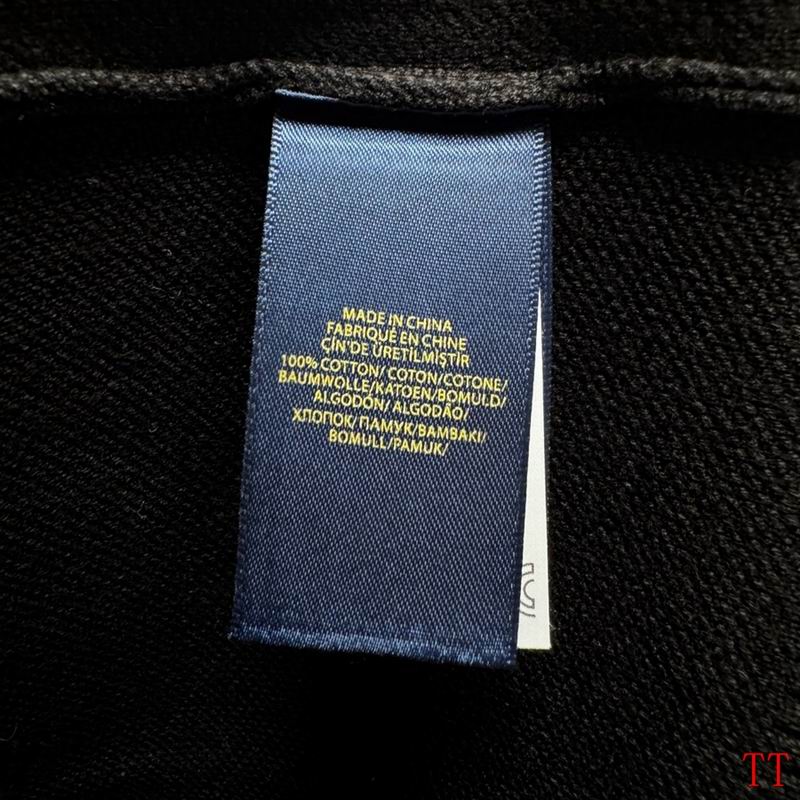 MADE IN CHINA
FABRIQUÉ EN CHINE
ÇİN'DE ÜRETİLMİSTİR
100% COTTON/ COTON/COTONE/
BAUMWOLLE/KATOEN/BOMULD/
ALGODÓN/ ALGODÃO/
ХЛОПОК/ ПАМУК/BAMBAKI/
BOMULL/PAMUK/
TT